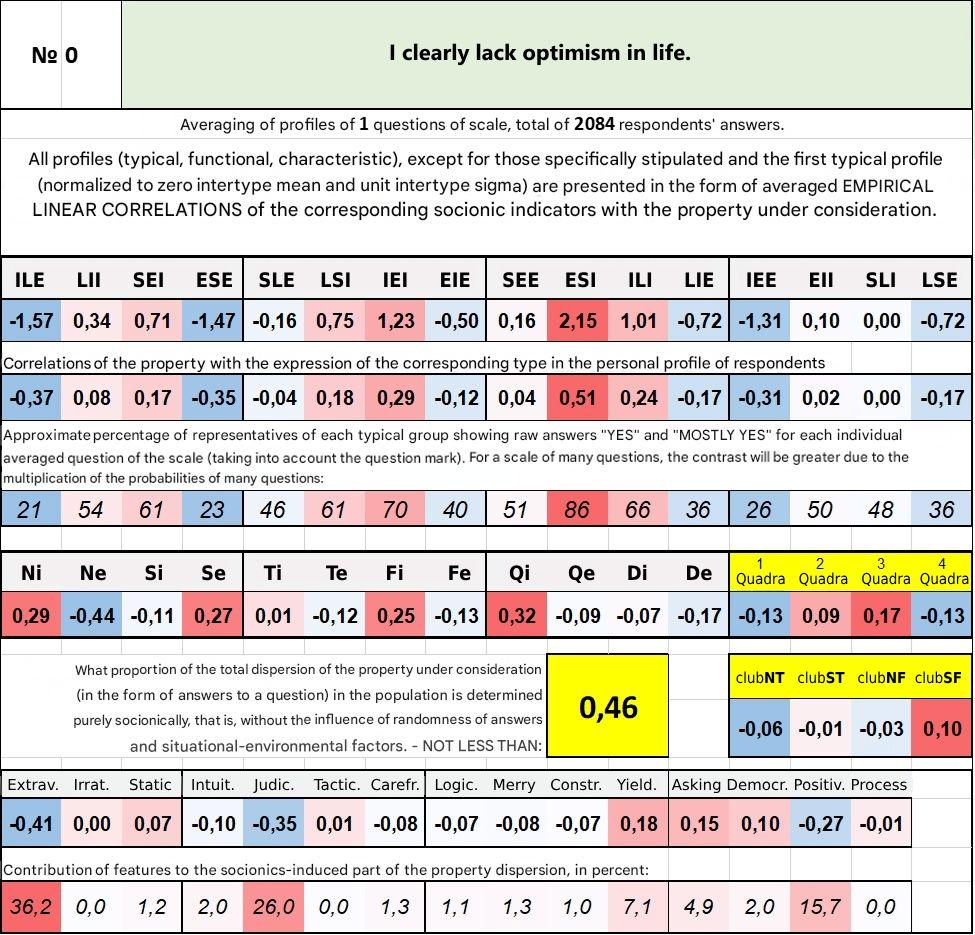 № 0
I clearly lack optimism in life.
Averaging of profiles of 1 questions of scale, total of 2084 respondents' answers.
All profiles (typical, functional, characteristic), except for those specifically stipulated and the first typical profile
(normalized to zero intertype mean and unit intertype sigma) are presented in the form of averaged EMPIRICAL
LINEAR CORRELATIONS of the corresponding socionic indicators with the property under consideration.
ILE LII SEI ESE SLE LSI IEI EIE SEE ESI ILI LIE IEE EII SLI LSE
-1,57 0,34 0,71 -1,47 -0,16 0,75 1,23 -0,50 0,16 2,15 1,01 -0,72 -1,31 0,10 0,00 -0,72
Correlations of the property with the expression of the corresponding type in the personal profile of respondents
-0,37 0,08 0,17 -0,35 -0,04 0,18 0,29 -0,12 0,04 0,51 0,24 -0,17 -0,31 0,02 0,00 -0,17
Approximate percentage of representatives of each typical group showing raw answers "YES" and "MOSTLY YES" for each individual
averaged question of the scale (taking into account the question mark). For a scale of many questions, the contrast will be greater due to the
multiplication of the probabilities of many questions:
21 54 61 23 46 61 70 40 51 86 66 36 26 50 48 36
Ni Ne Si Se Ti Te Fi Fe Qi Qe Di De 1 Quadra 2 Quadra 3 Quadra 4 Quadra
0,29 -0,44 -0,11 0,27 0,01 -0,12 0,25 -0,13 0,32 -0,09 -0,07 -0,17 -0,13 0,09 0,17 -0,13
What proportion of the total dispersion of the property under consideration
(in the form of answers to a question) in the population is determined
purely socionically, that is, without the influence of randomness of answers
and situational-environmental factors. - NOT LESS THAN:
0,46
clubNT clubST clubNF clubSF
-0,06 -0,01 -0,03 0,10
Extrav. Irrat. Static Intuit. Judic. Tactic. Carefr. Logic. Merry Constr. Yield. Asking Democr. Positiv. Process
-0,41 0,00 0,07 -0,10 -0,35 0,01 -0,08 -0,07 -0,08 -0,07 0,18 0,15 0,10 -0,27 -0,01
Contribution of features to the socionics-induced part of the property dispersion, in percent:
36,2 0,0 1,2 2,0 26,0 0,0 1,3 1,1 1,3 1,0 7,1 4,9 2,0 15,7 0,0